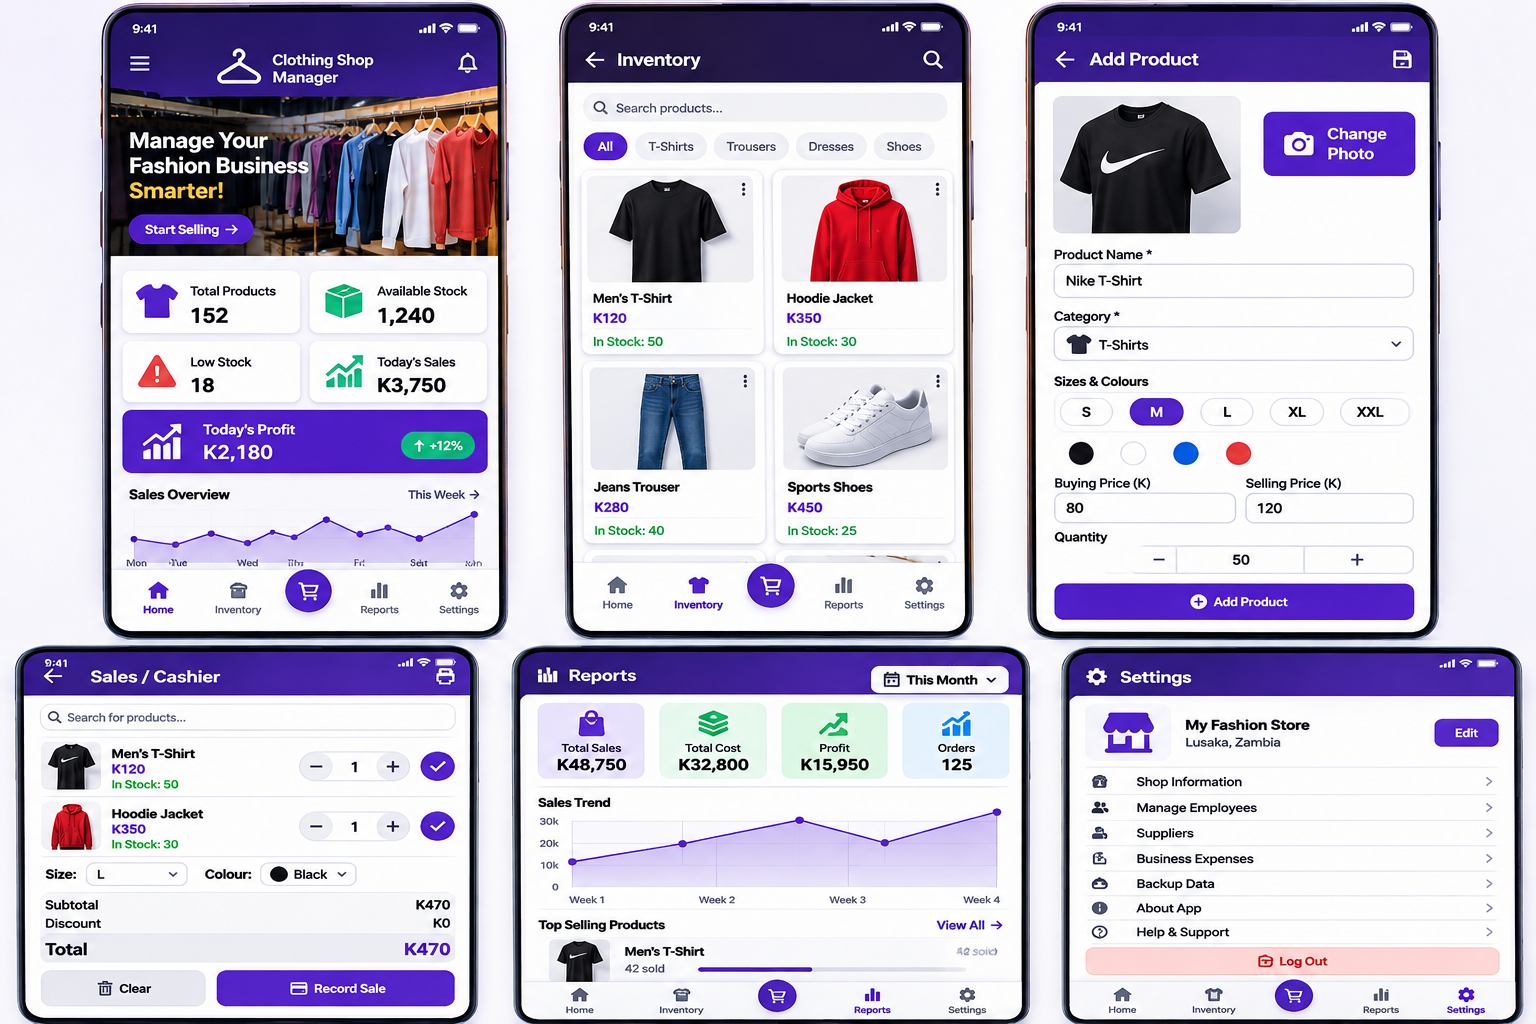 9:41
Clothing Shop
Manager
Manage Your
Fashion Business
Smarter!
Start Selling →
Total Products
152
Available Stock
1,240
Low Stock
18
Today's Sales
K3,750
Today's Profit
K2,180
↑ +12%
Sales Overview
This Week →
Mon Tue Wed Fri
Home
Inventory
Reports
Settings
9:41
Inventory
Search products...
All
T-Shirts
Trousers
Dresses
Shoes
Men's T-Shirt
K120
In Stock: 50
Hoodie Jacket
K350
In Stock: 30
Jeans Trouser
K280
In Stock: 40
Sports Shoes
K450
In Stock: 25
Home
Inventory
Reports
Settings
9:41
Add Product
Change
Photo
Product Name *
Nike T-Shirt
Category *
T-Shirts
Sizes & Colours
S
M
L
XL
XXL
Buying Price (K)
80
Selling Price (K)
120
Quantity
− 50 +
Add Product
9:41
Sales / Cashier
Search for products...
Men's T-Shirt
K120
In Stock: 50
− 1 +
Hoodie Jacket
K350
In Stock: 30
− 1 +
Size: L
Colour: Black
Subtotal K470
Discount K0
Total K470
Clear
Record Sale
Reports
This Month
Total Sales
K48,750
Total Cost
K32,800
Profit
K15,950
Orders
125
Sales Trend
30k
20k
10k
0
Week 1 Week 2 Week 3 Week 4
Top Selling Products
View All →
Men's T-Shirt
42 sold
42 sold
Home
Inventory
Reports
Settings
Settings
My Fashion Store
Lusaka, Zambia
Edit
Shop Information
Manage Employees
Suppliers
Business Expenses
Backup Data
About App
Help & Support
Log Out
Home
Inventory
Reports
Settings